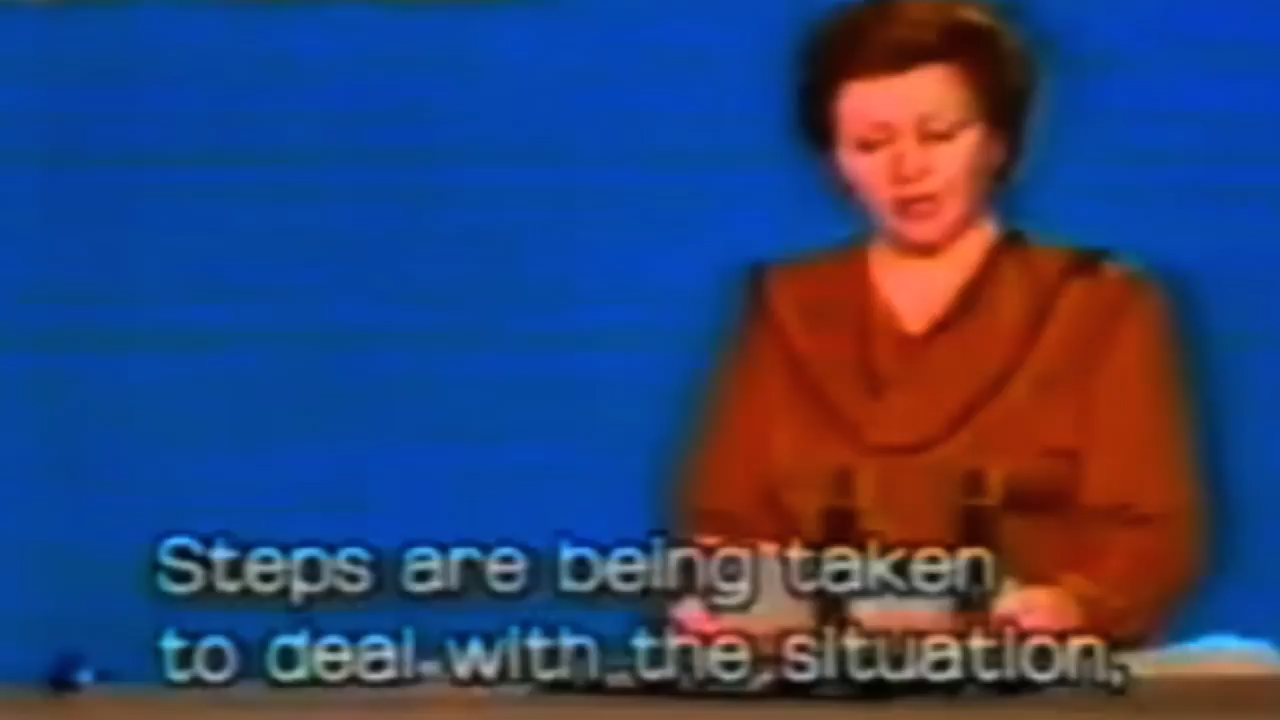 Steps are being taken
to deal with the situation,